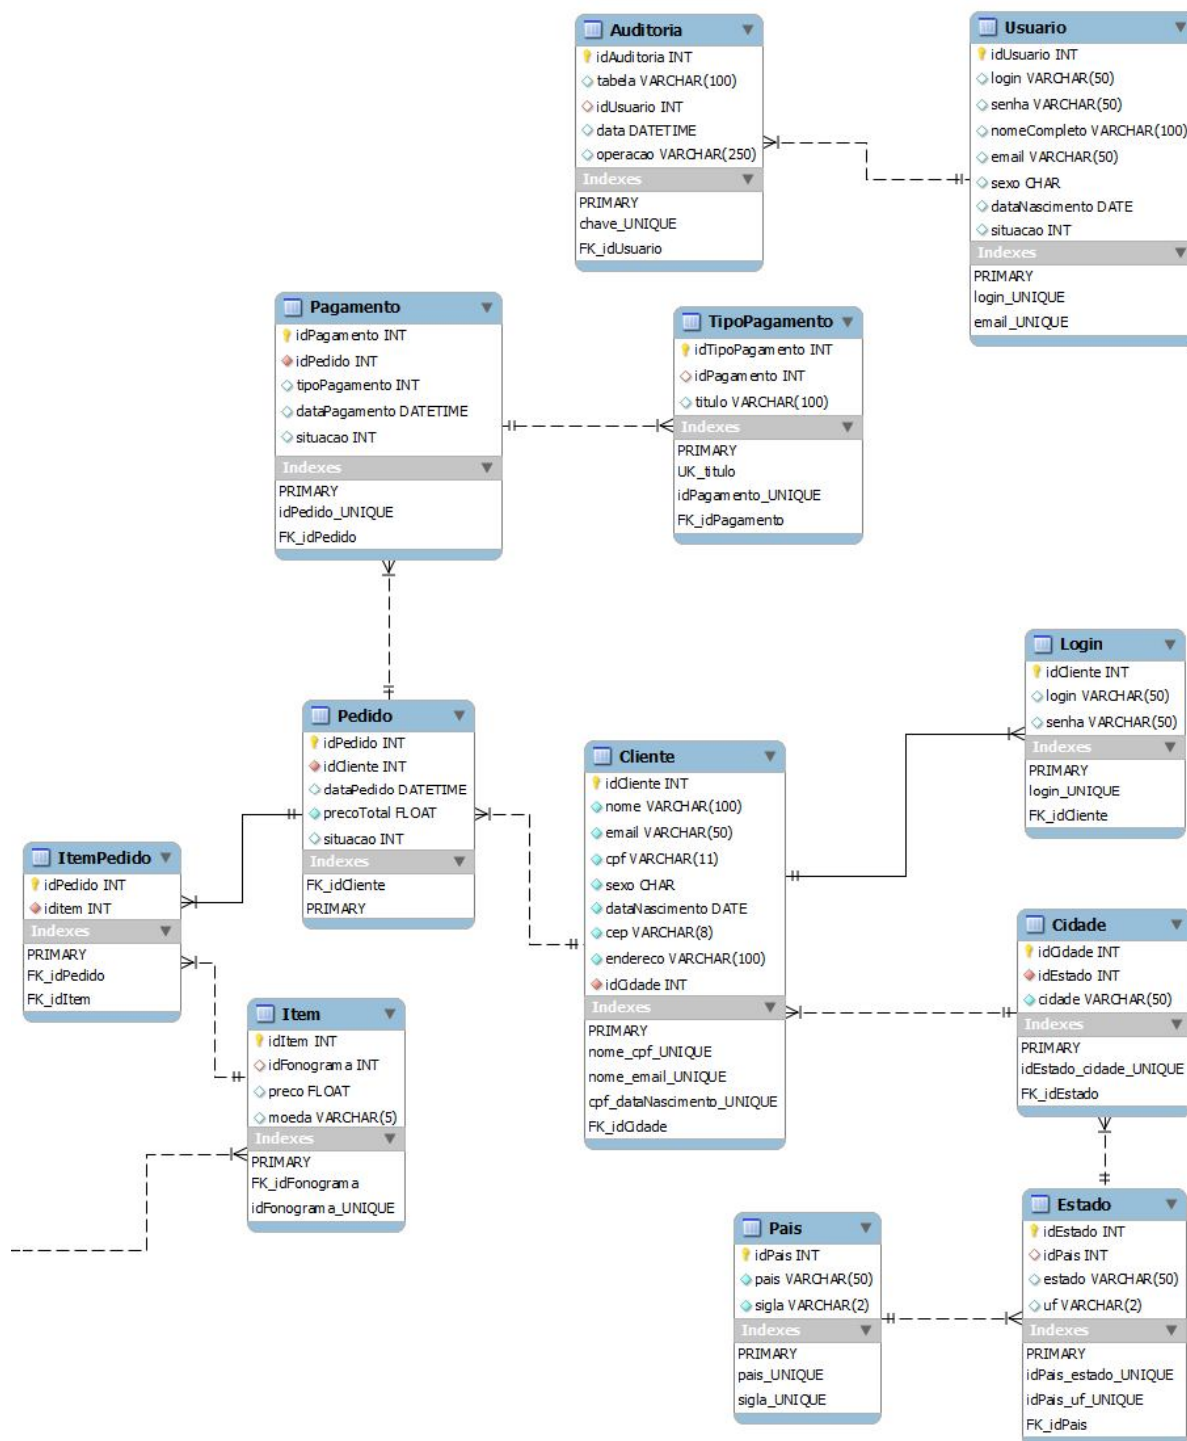 Auditoria
idAuditoria INT
tabela VARCHAR(100)
idUsuario INT
data DATETIME
operacao VARCHAR(250)
Indexes
PRIMARY
chave_UNIQUE
FK_idUsuario
Usuario
idUsuario INT
login VARCHAR(50)
senha VARCHAR(50)
nomeCompleto VARCHAR(100)
email VARCHAR(50)
sexo CHAR
dataNascimento DATE
situacao INT
Indexes
PRIMARY
login_UNIQUE
email_UNIQUE
Pagamento
idPagamento INT
idPedido INT
tipoPagamento INT
dataPagamento DATETIME
situacao INT
Indexes
PRIMARY
idPedido_UNIQUE
FK_idPedido
TipoPagamento
idTipoPagamento INT
idPagamento INT
titulo VARCHAR(100)
Indexes
PRIMARY
UK_titulo
idPagamento_UNIQUE
FK_idPagamento
Login
idCliente INT
login VARCHAR(50)
senha VARCHAR(50)
Indexes
PRIMARY
login_UNIQUE
FK_idCliente
Pedido
idPedido INT
idCliente INT
dataPedido DATETIME
precoTotal FLOAT
situacao INT
Indexes
FK_idCliente
PRIMARY
Cliente
idCliente INT
nome VARCHAR(100)
email VARCHAR(50)
cpf VARCHAR(11)
sexo CHAR
dataNascimento DATE
cep VARCHAR(8)
endereco VARCHAR(100)
idCidade INT
Indexes
PRIMARY
nome_cpf_UNIQUE
nome_email_UNIQUE
cpf_dataNascimento_UNIQUE
FK_idCidade
ItemPedido
idPedido INT
iditem INT
Indexes
PRIMARY
FK_idPedido
FK_idItem
Cidade
idCidade INT
idEstado INT
cidade VARCHAR(50)
Indexes
PRIMARY
idEstado_cidade_UNIQUE
FK_idEstado
Item
idItem INT
idFonograma INT
preco FLOAT
moeda VARCHAR(5)
Indexes
PRIMARY
FK_idFonograma
idFonograma_UNIQUE
Pais
idPais INT
pais VARCHAR(50)
sigla VARCHAR(2)
Indexes
PRIMARY
pais_UNIQUE
sigla_UNIQUE
Estado
idEstado INT
idPais INT
estado VARCHAR(50)
uf VARCHAR(2)
Indexes
PRIMARY
idPais_estado_UNIQUE
idPais_uf_UNIQUE
FK_idPais